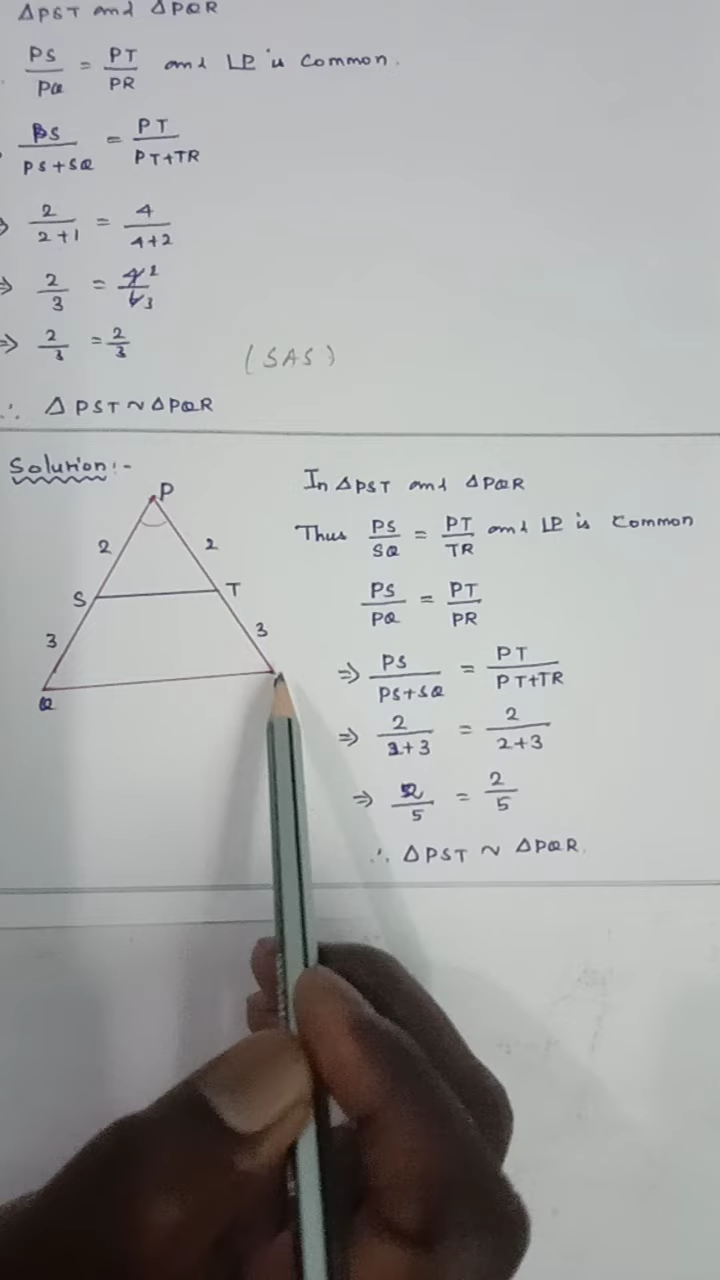 ΔPST and ΔPQR
PS/PQ = PT/PR and ∠P is common.
PS/PS+SQ = PT/PT+TR
2/2+1 = 4/4+2
⇒ 2/3 = 4 2/6 3
⇒ 2/3 = 2/3
(SAS)
∴ ΔPST ~ ΔPQR
Solution:-
P
2
2
S
T
3
3
Q
In ΔPST and ΔPQR
Thus PS/SQ = PT/TR and ∠P is common
PS/PQ = PT/PR
⇒ PS/PS+SQ = PT/PT+TR
⇒ 2/2+3 = 2/2+3
⇒ 2/5 = 2/5
∴ ΔPST ~ ΔPQR.